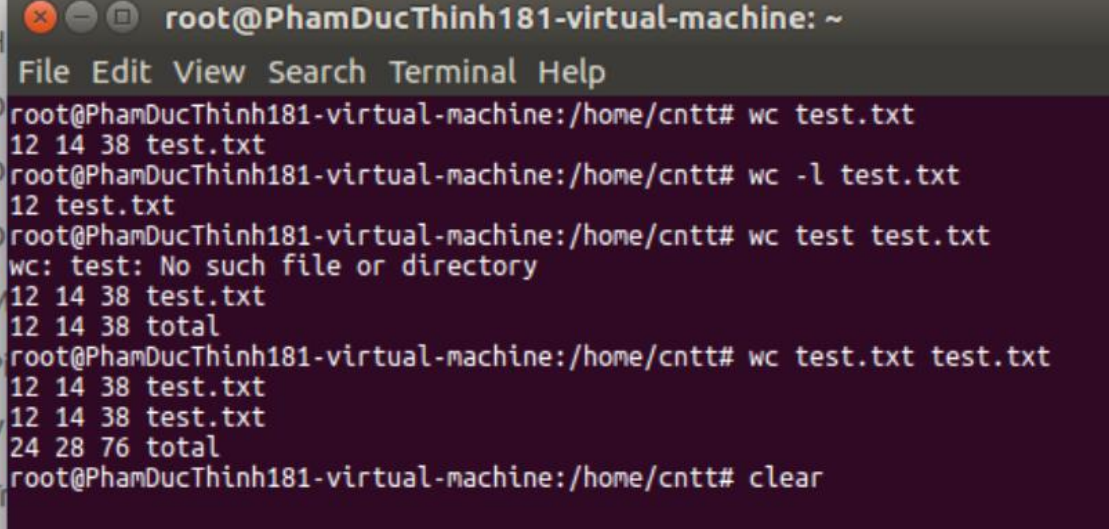 root@PhamDucThinh181-virtual-machine: ~
File Edit View Search Terminal Help
root@PhamDucThinh181-virtual-machine:/home/cntt# wc test.txt
12 14 38 test.txt
root@PhamDucThinh181-virtual-machine:/home/cntt# wc -l test.txt
12 test.txt
root@PhamDucThinh181-virtual-machine:/home/cntt# wc test test.txt
wc: test: No such file or directory
12 14 38 test.txt
12 14 38 total
root@PhamDucThinh181-virtual-machine:/home/cntt# wc test.txt test.txt
12 14 38 test.txt
12 14 38 test.txt
24 28 76 total
root@PhamDucThinh181-virtual-machine:/home/cntt# clear